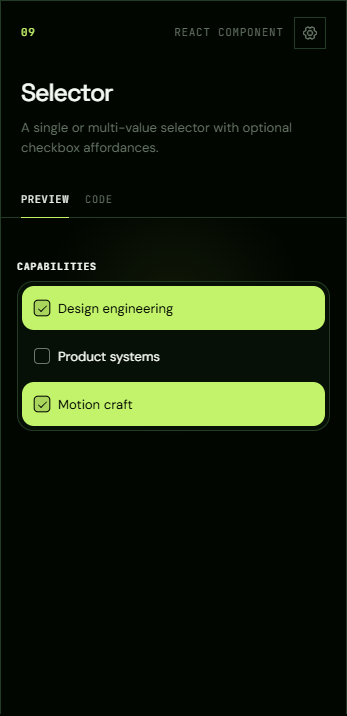 09
REACT COMPONENT
Selector
A single or multi-value selector with optional
checkbox affordances.
PREVIEW
CODE
CAPABILITIES
Design engineering
Product systems
Motion craft